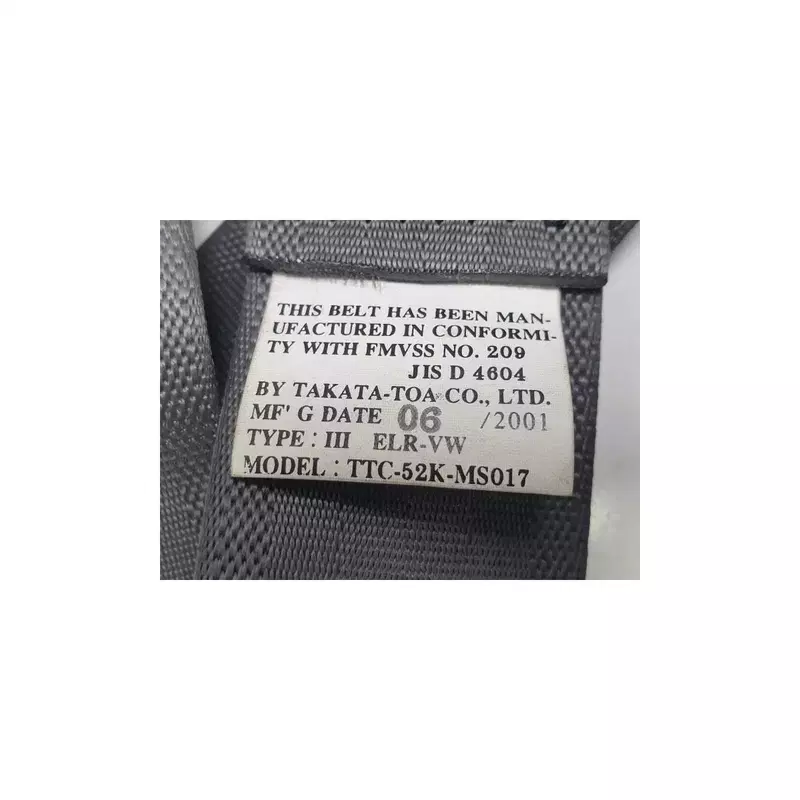 THIS BELT HAS BEEN MAN-
UFACTURED IN CONFORMI-
TY WITH FMVSS NO. 209
JIS D 4604
BY TAKATA-TOA CO., LTD.
MF' G DATE 06 /2001
TYPE : III ELR-VW
MODEL : TTC-52K-MS017